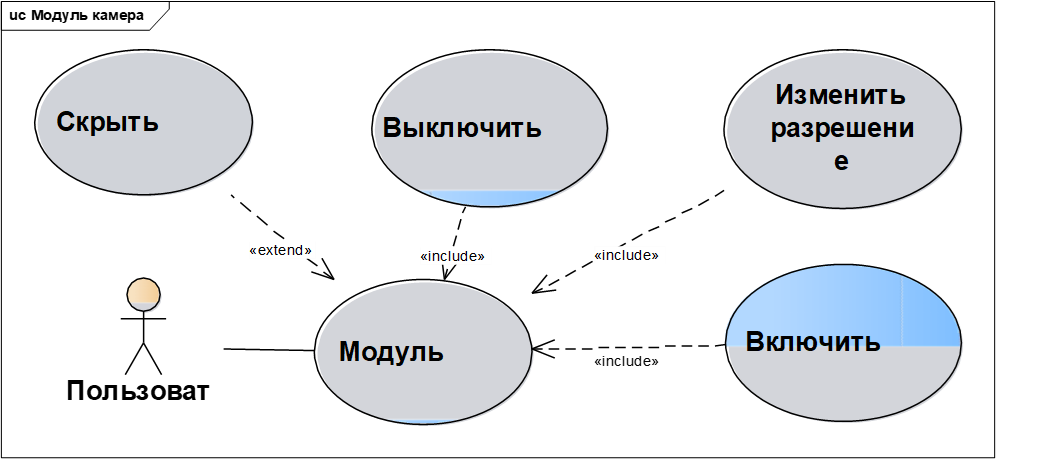 uc Модуль камера
Скрыть
Выключить
Изменить
разрешени
е
«extend»
«include»
«include»
Модуль
Включить
«include»
Пользоват